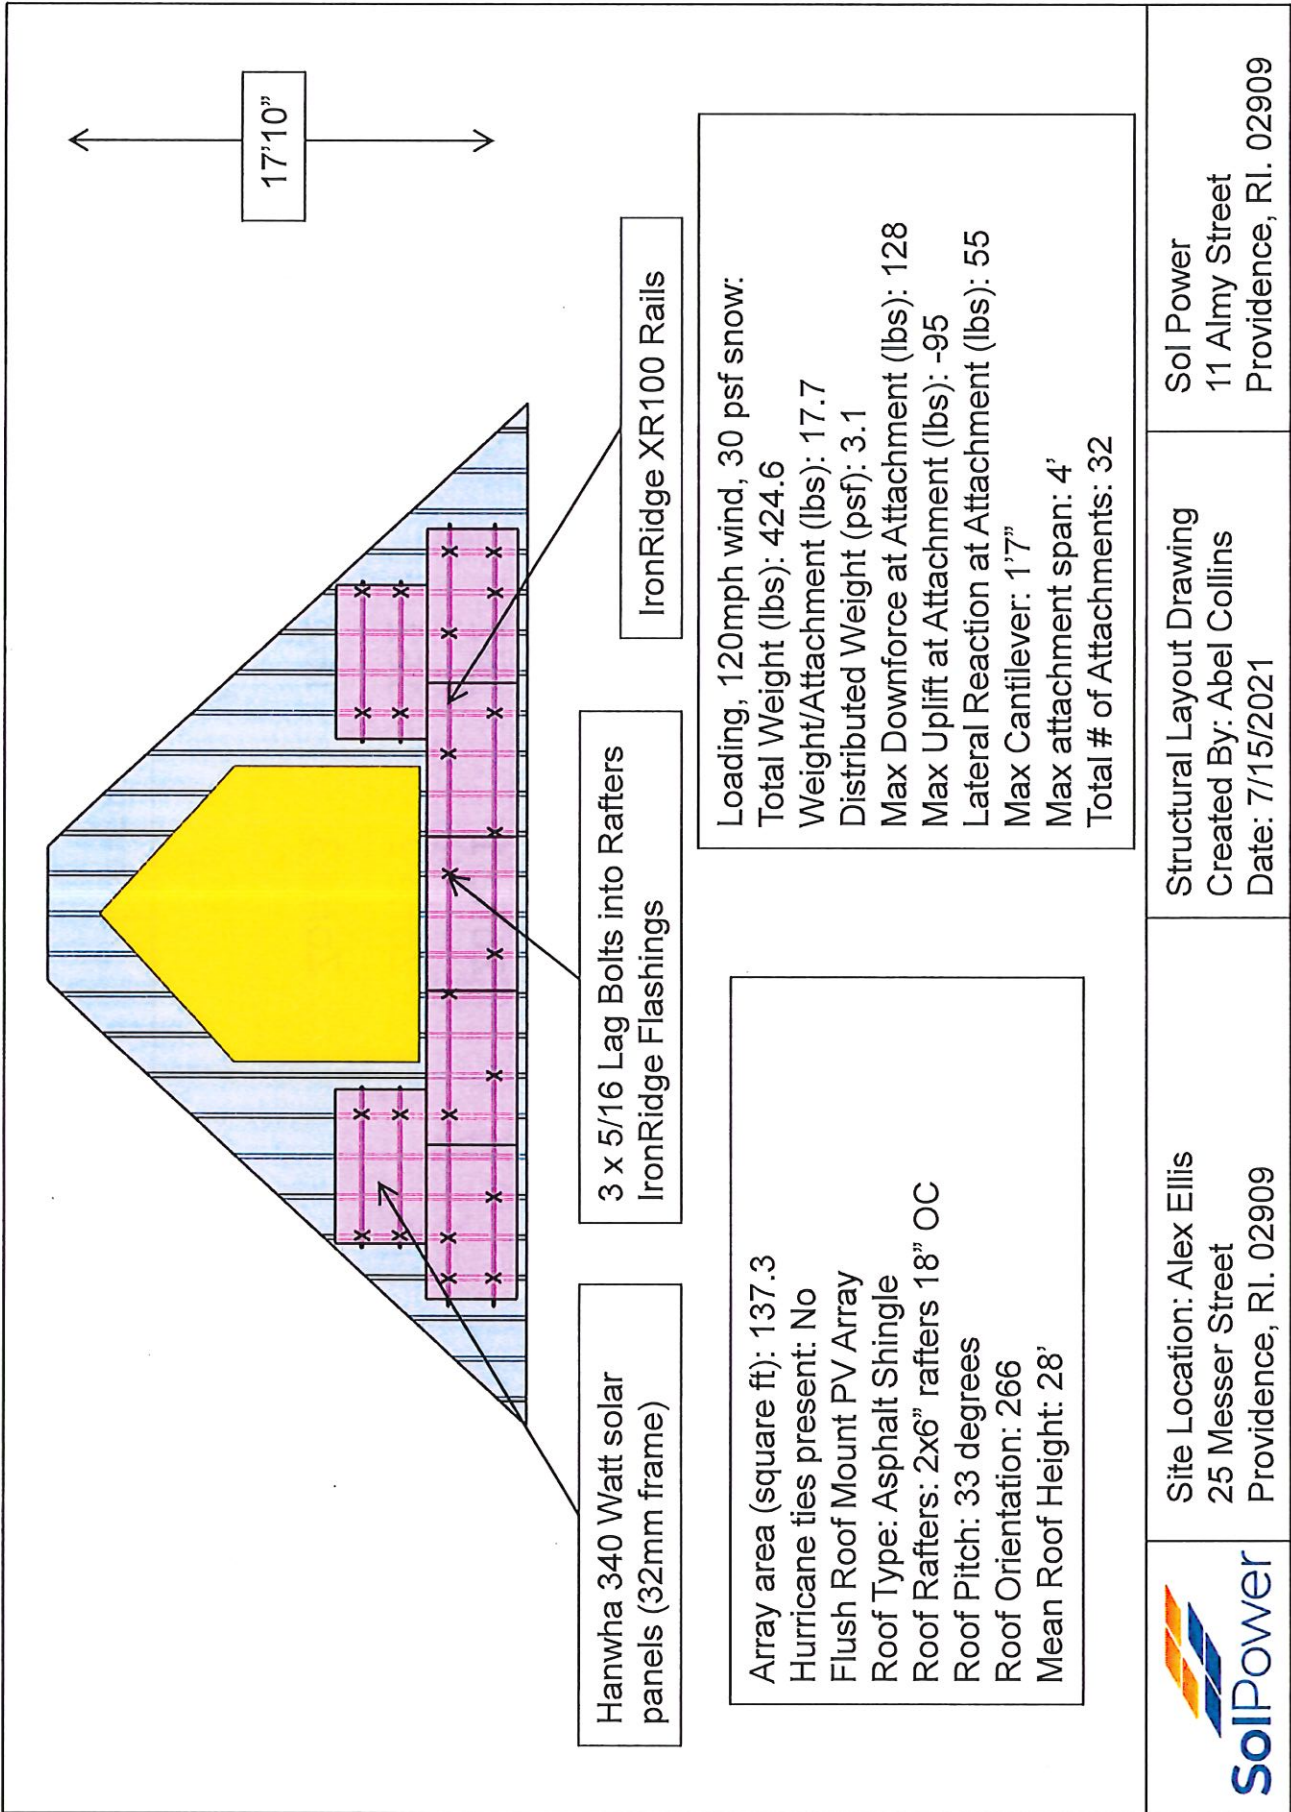 17'10"
IronRidge XR100 Rails
3 x 5/16 Lag Bolts into Rafters
IronRidge Flashings
Hanwha 340 Watt solar
panels (32mm frame)
Loading, 120mph wind, 30 psf snow:
Total Weight (lbs): 424.6
Weight/Attachment (lbs): 17.7
Distributed Weight (psf): 3.1
Max Downforce at Attachment (lbs): 128
Max Uplift at Attachment (lbs): -95
Lateral Reaction at Attachment (lbs): 55
Max Cantilever: 1'7"
Max attachment span: 4'
Total # of Attachments: 32
Array area (square ft): 137.3
Hurricane ties present: No
Flush Roof Mount PV Array
Roof Type: Asphalt Shingle
Roof Rafters: 2x6" rafters 18" OC
Roof Pitch: 33 degrees
Roof Orientation: 266
Mean Roof Height: 28'
SolPower
Site Location: Alex Ellis
25 Messer Street
Providence, RI. 02909
Structural Layout Drawing
Created By: Abel Collins
Date: 7/15/2021
Sol Power
11 Almy Street
Providence, RI. 02909